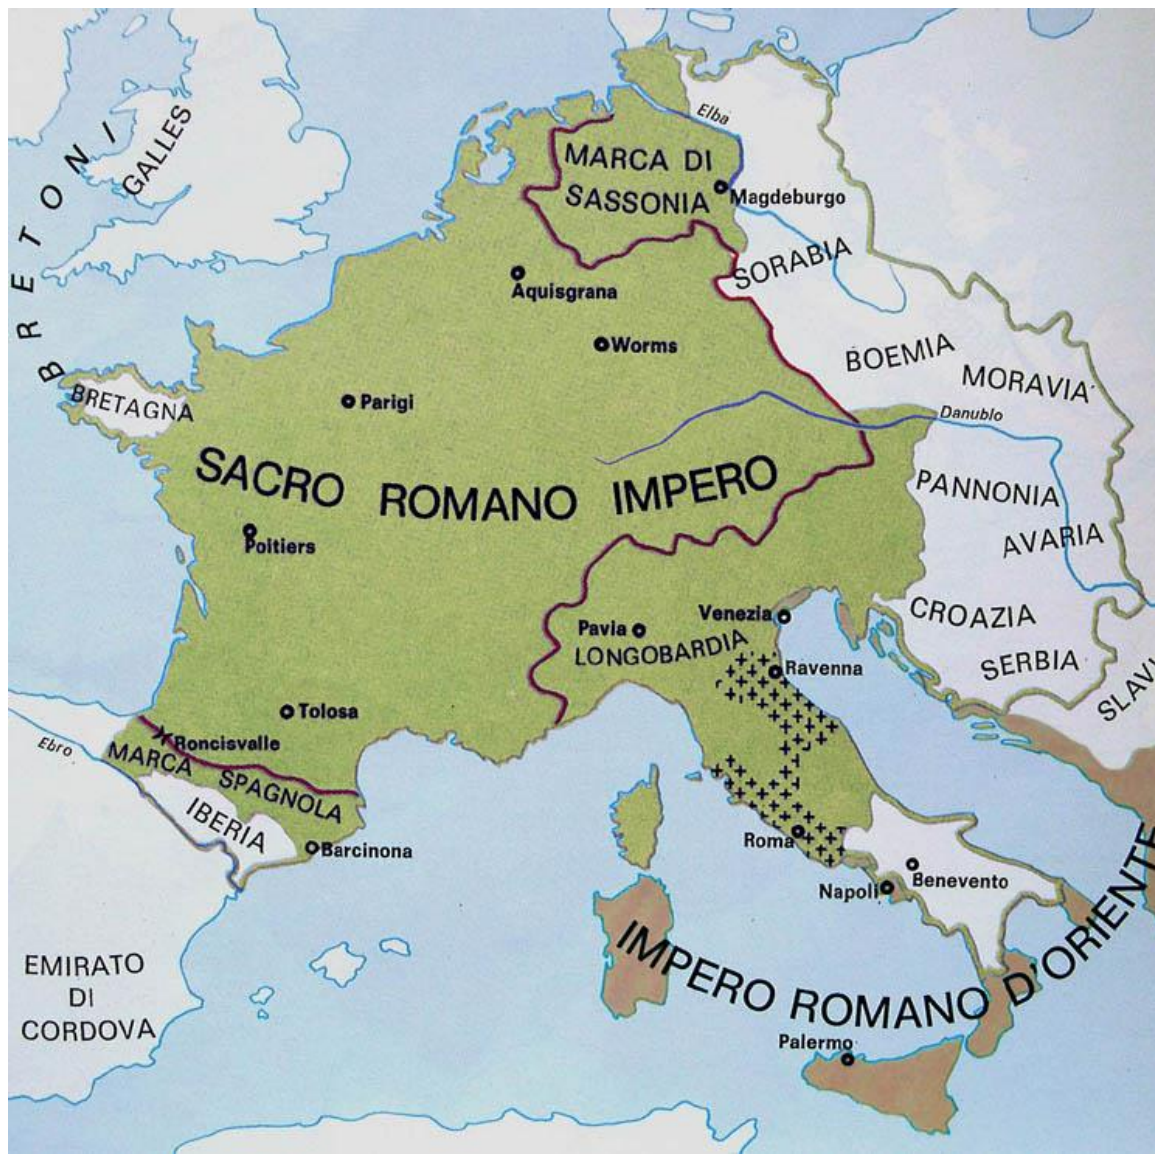 BRETONI
GALLES
Elba
MARCA DI
SASSONIA
Magdeburgo
SORABIA
Aquisgrana
Worms
BOEMIA
MORAVIA
BRETAGNA
Parigi
Danubio
SACRO ROMANO IMPERO
PANNONIA
Poitiers
AVARIA
Venezia
CROAZIA
Pavia
LONGOBARDIA
SERBIA
Ravenna
SLAVI
Tolosa
Ebro
Roncisvalle
MARCA SPAGNOLA
IBERIA
Barcinona
Roma
Benevento
Napoli
IMPERO ROMANO D'ORIENTE
EMIRATO
DI
CORDOVA
Palermo